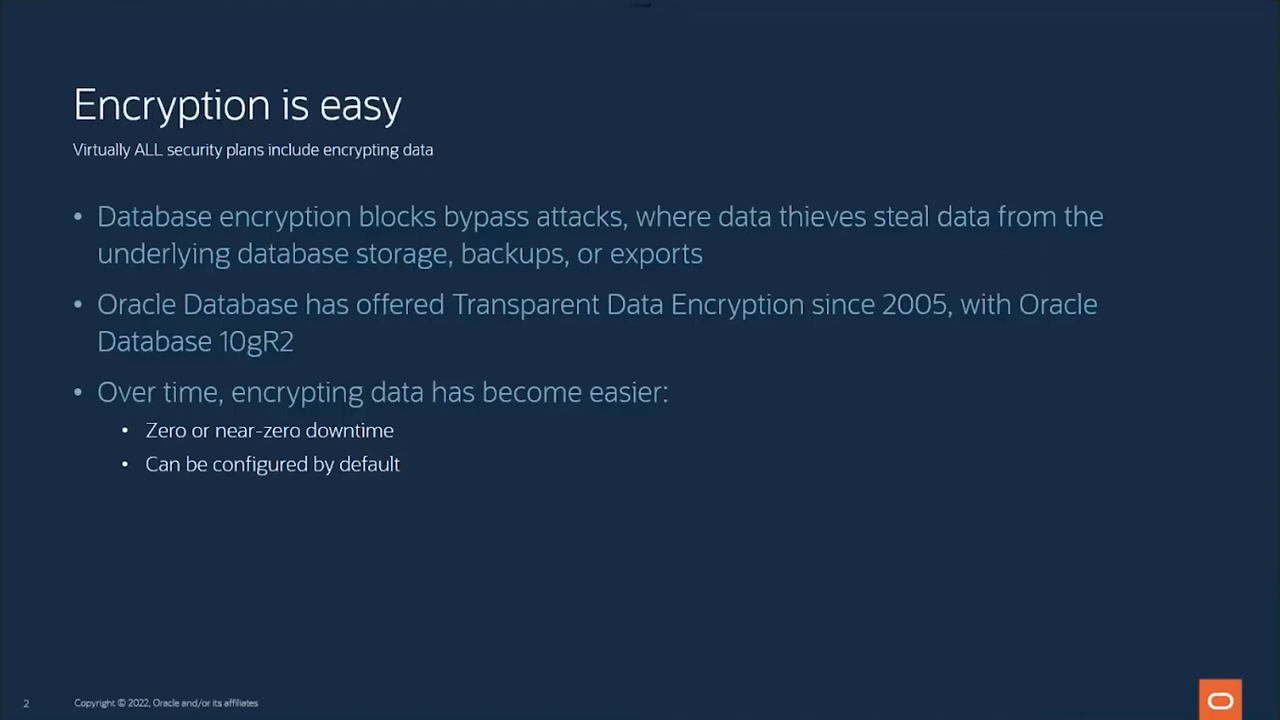 Encryption is easy
Virtually ALL security plans include encrypting data
• Database encryption blocks bypass attacks, where data thieves steal data from the
underlying database storage, backups, or exports
• Oracle Database has offered Transparent Data Encryption since 2005, with Oracle
Database 10gR2
• Over time, encrypting data has become easier:
• Zero or near-zero downtime
• Can be configured by default
2 Copyright © 2022, Oracle and/or its affiliates